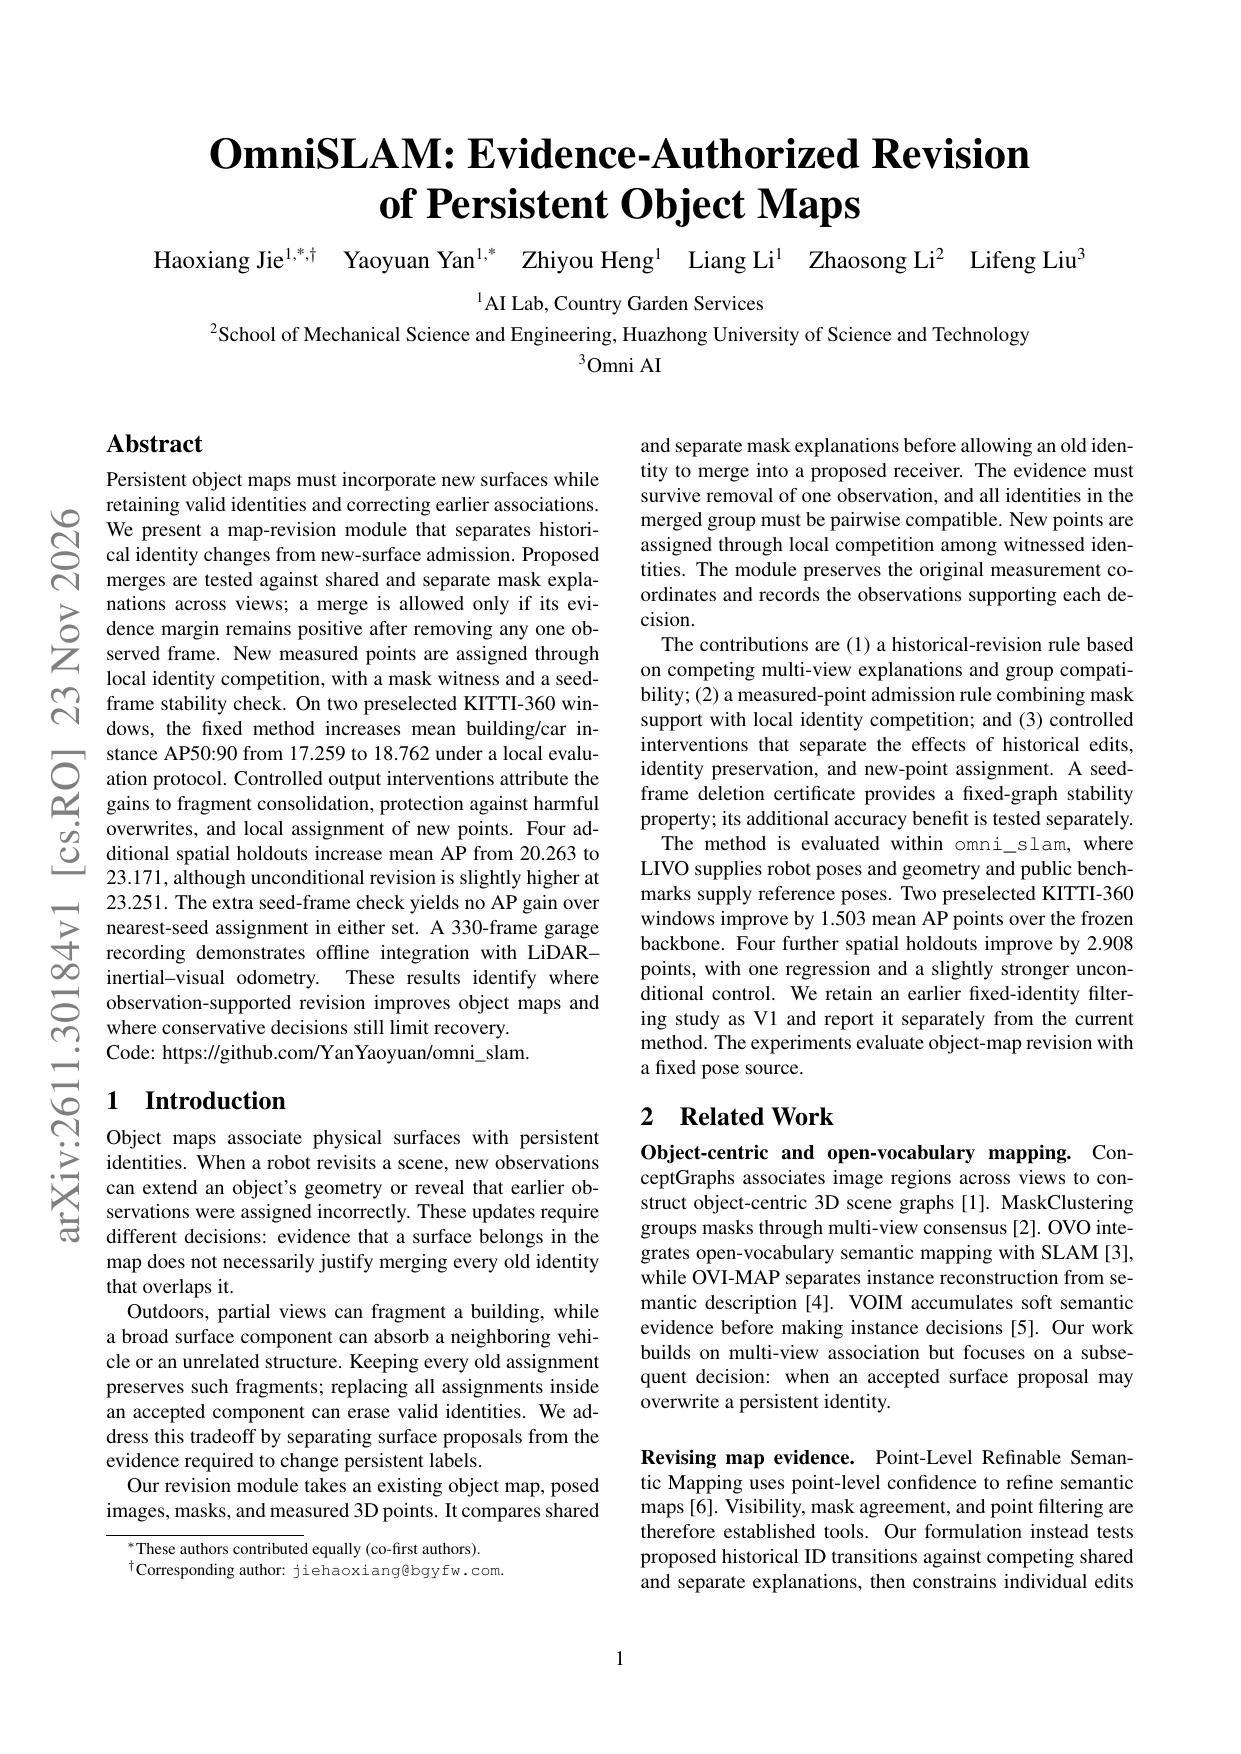 OmniSLAM: Evidence-Authorized Revision
of Persistent Object Maps
Haoxiang Jie1,*,† Yaoyuan Yan1,* Zhiyou Heng1 Liang Li1 Zhaosong Li2 Lifeng Liu3
1AI Lab, Country Garden Services
2School of Mechanical Science and Engineering, Huazhong University of Science and Technology
3Omni AI
arXiv:2611.30184v1 [cs.RO] 23 Nov 2026
Abstract
Persistent object maps must incorporate new surfaces while
retaining valid identities and correcting earlier associations.
We present a map-revision module that separates histori-
cal identity changes from new-surface admission. Proposed
merges are tested against shared and separate mask expla-
nations across views; a merge is allowed only if its evi-
dence margin remains positive after removing any one ob-
served frame. New measured points are assigned through
local identity competition, with a mask witness and a seed-
frame stability check. On two preselected KITTI-360 win-
dows, the fixed method increases mean building/car in-
stance AP50:90 from 17.259 to 18.762 under a local evalu-
ation protocol. Controlled output interventions attribute the
gains to fragment consolidation, protection against harmful
overwrites, and local assignment of new points. Four ad-
ditional spatial holdouts increase mean AP from 20.263 to
23.171, although unconditional revision is slightly higher at
23.251. The extra seed-frame check yields no AP gain over
nearest-seed assignment in either set. A 330-frame garage
recording demonstrates offline integration with LiDAR–
inertial–visual odometry. These results identify where
observation-supported revision improves object maps and
where conservative decisions still limit recovery.
Code: https://github.com/YanYaoyuan/omni_slam.
1 Introduction
Object maps associate physical surfaces with persistent
identities. When a robot revisits a scene, new observations
can extend an object's geometry or reveal that earlier ob-
servations were assigned incorrectly. These updates require
different decisions: evidence that a surface belongs in the
map does not necessarily justify merging every old identity
that overlaps it.
Outdoors, partial views can fragment a building, while
a broad surface component can absorb a neighboring vehi-
cle or an unrelated structure. Keeping every old assignment
preserves such fragments; replacing all assignments inside
an accepted component can erase valid identities. We ad-
dress this tradeoff by separating surface proposals from the
evidence required to change persistent labels.
Our revision module takes an existing object map, posed
images, masks, and measured 3D points. It compares shared
*These authors contributed equally (co-first authors).
†Corresponding author: jiehaoxiang@bgyfw.com.
and separate mask explanations before allowing an old iden-
tity to merge into a proposed receiver. The evidence must
survive removal of one observation, and all identities in the
merged group must be pairwise compatible. New points are
assigned through local competition among witnessed iden-
tities. The module preserves the original measurement co-
ordinates and records the observations supporting each de-
cision.
The contributions are (1) a historical-revision rule based
on competing multi-view explanations and group compati-
bility; (2) a measured-point admission rule combining mask
support with local identity competition; and (3) controlled
interventions that separate the effects of historical edits,
identity preservation, and new-point assignment. A seed-
frame deletion certificate provides a fixed-graph stability
property; its additional accuracy benefit is tested separately.
The method is evaluated within omni_slam, where
LIVO supplies robot poses and geometry and public bench-
marks supply reference poses. Two preselected KITTI-360
windows improve by 1.503 mean AP points over the frozen
backbone. Four further spatial holdouts improve by 2.908
points, with one regression and a slightly stronger uncon-
ditional control. We retain an earlier fixed-identity filter-
ing study as V1 and report it separately from the current
method. The experiments evaluate object-map revision with
a fixed pose source.
2 Related Work
Object-centric and open-vocabulary mapping. Con-
ceptGraphs associates image regions across views to con-
struct object-centric 3D scene graphs [1]. MaskClustering
groups masks through multi-view consensus [2]. OVO inte-
grates open-vocabulary semantic mapping with SLAM [3],
while OVI-MAP separates instance reconstruction from se-
mantic description [4]. VOIM accumulates soft semantic
evidence before making instance decisions [5]. Our work
builds on multi-view association but focuses on a subse-
quent decision: when an accepted surface proposal may
overwrite a persistent identity.
Revising map evidence. Point-Level Refinable Seman-
tic Mapping uses point-level confidence to refine semantic
maps [6]. Visibility, mask agreement, and point filtering are
therefore established tools. Our formulation instead tests
proposed historical ID transitions against competing shared
and separate explanations, then constrains individual edits
1